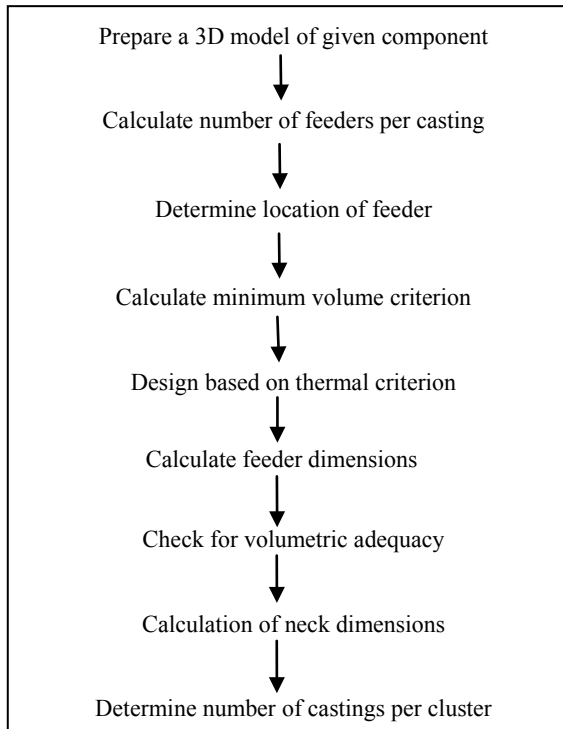 Prepare a 3D model of given component
Calculate number of feeders per casting
Determine location of feeder
Calculate minimum volume criterion
Design based on thermal criterion
Calculate feeder dimensions
Check for volumetric adequacy
Calculation of neck dimensions
Determine number of castings per cluster